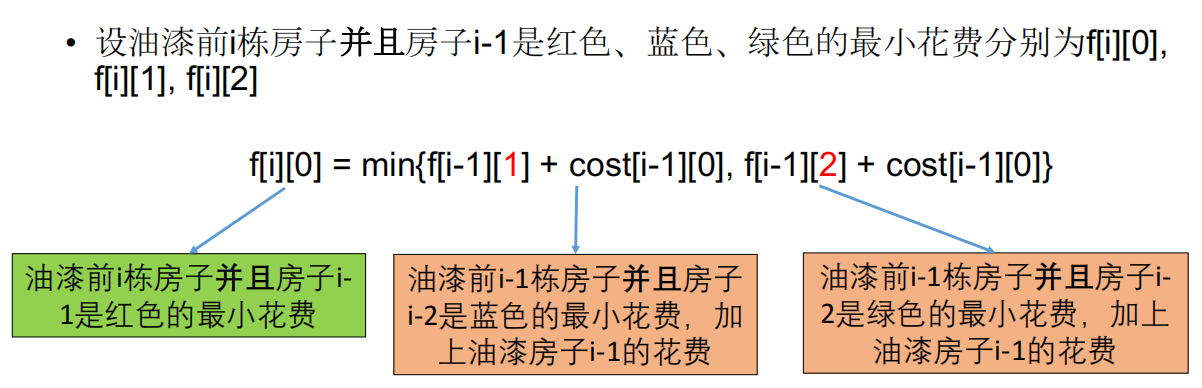 • 设油漆前i栋房子并且房子i-1是红色、蓝色、绿色的最小花费分别为f[i][0],
f[i][1], f[i][2]
f[i][0] = min{f[i-1][1] + cost[i-1][0], f[i-1][2] + cost[i-1][0]}
油漆前i栋房子并且房子i-
1是红色的最小花费
油漆前i-1栋房子并且房子
i-2是蓝色的最小花费，加
上油漆房子i-1的花费
油漆前i-1栋房子并且房子i-
2是绿色的最小花费，加上
油漆房子i-1的花费